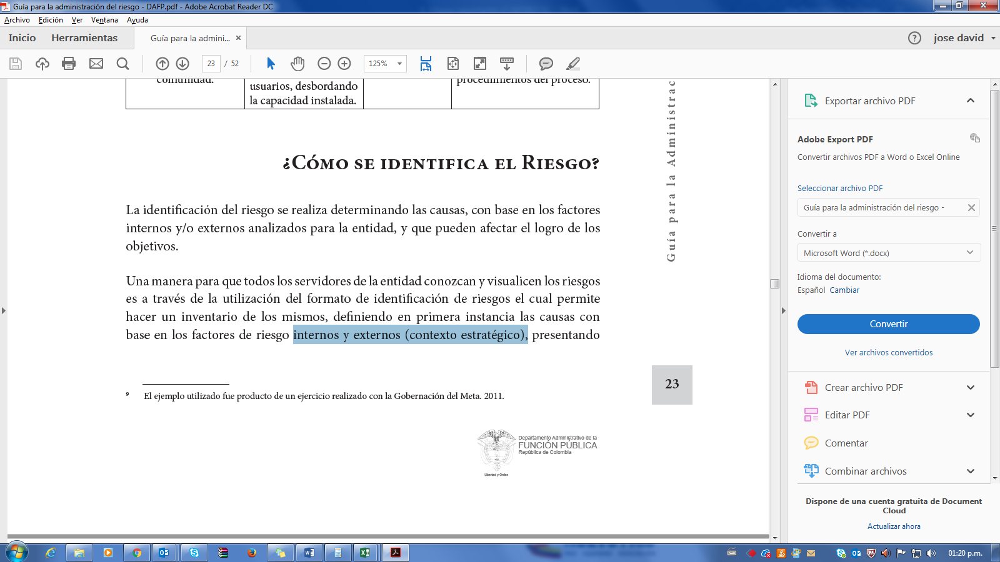 Guía para la administración del riesgo - DAFP.pdf - Adobe Acrobat Reader DC
Archivo Edición Ver Ventana Ayuda
Inicio Herramientas Guía para la admini... × ? jose david
23 / 52 125%
comunidad.
usuarios, desbordando
la capacidad instalada.
procedimientos del proceso.
Guía para la Administrac
¿Cómo se identifica el Riesgo?
La identificación del riesgo se realiza determinando las causas, con base en los factores
internos y/o externos analizados para la entidad, y que pueden afectar el logro de los
objetivos.
Una manera para que todos los servidores de la entidad conozcan y visualicen los riesgos
es a través de la utilización del formato de identificación de riesgos el cual permite
hacer un inventario de los mismos, definiendo en primera instancia las causas con
base en los factores de riesgo internos y externos (contexto estratégico), presentando
9 El ejemplo utilizado fue producto de un ejercicio realizado con la Gobernación del Meta. 2011.
23
Departamento Administrativo de la
FUNCIÓN PÚBLICA
República de Colombia
Libertad y Orden
Exportar archivo PDF
Adobe Export PDF
Convertir archivos PDF a Word o Excel Online
Seleccionar archivo PDF
Guía para la administración del riesgo -
Convertir a
Microsoft Word (*.docx)
Idioma del documento:
Español Cambiar
Convertir
Ver archivos convertidos
Crear archivo PDF
Editar PDF
Comentar
Combinar archivos
Dispone de una cuenta gratuita de Document
Cloud
Actualizar ahora
01:20 p.m.